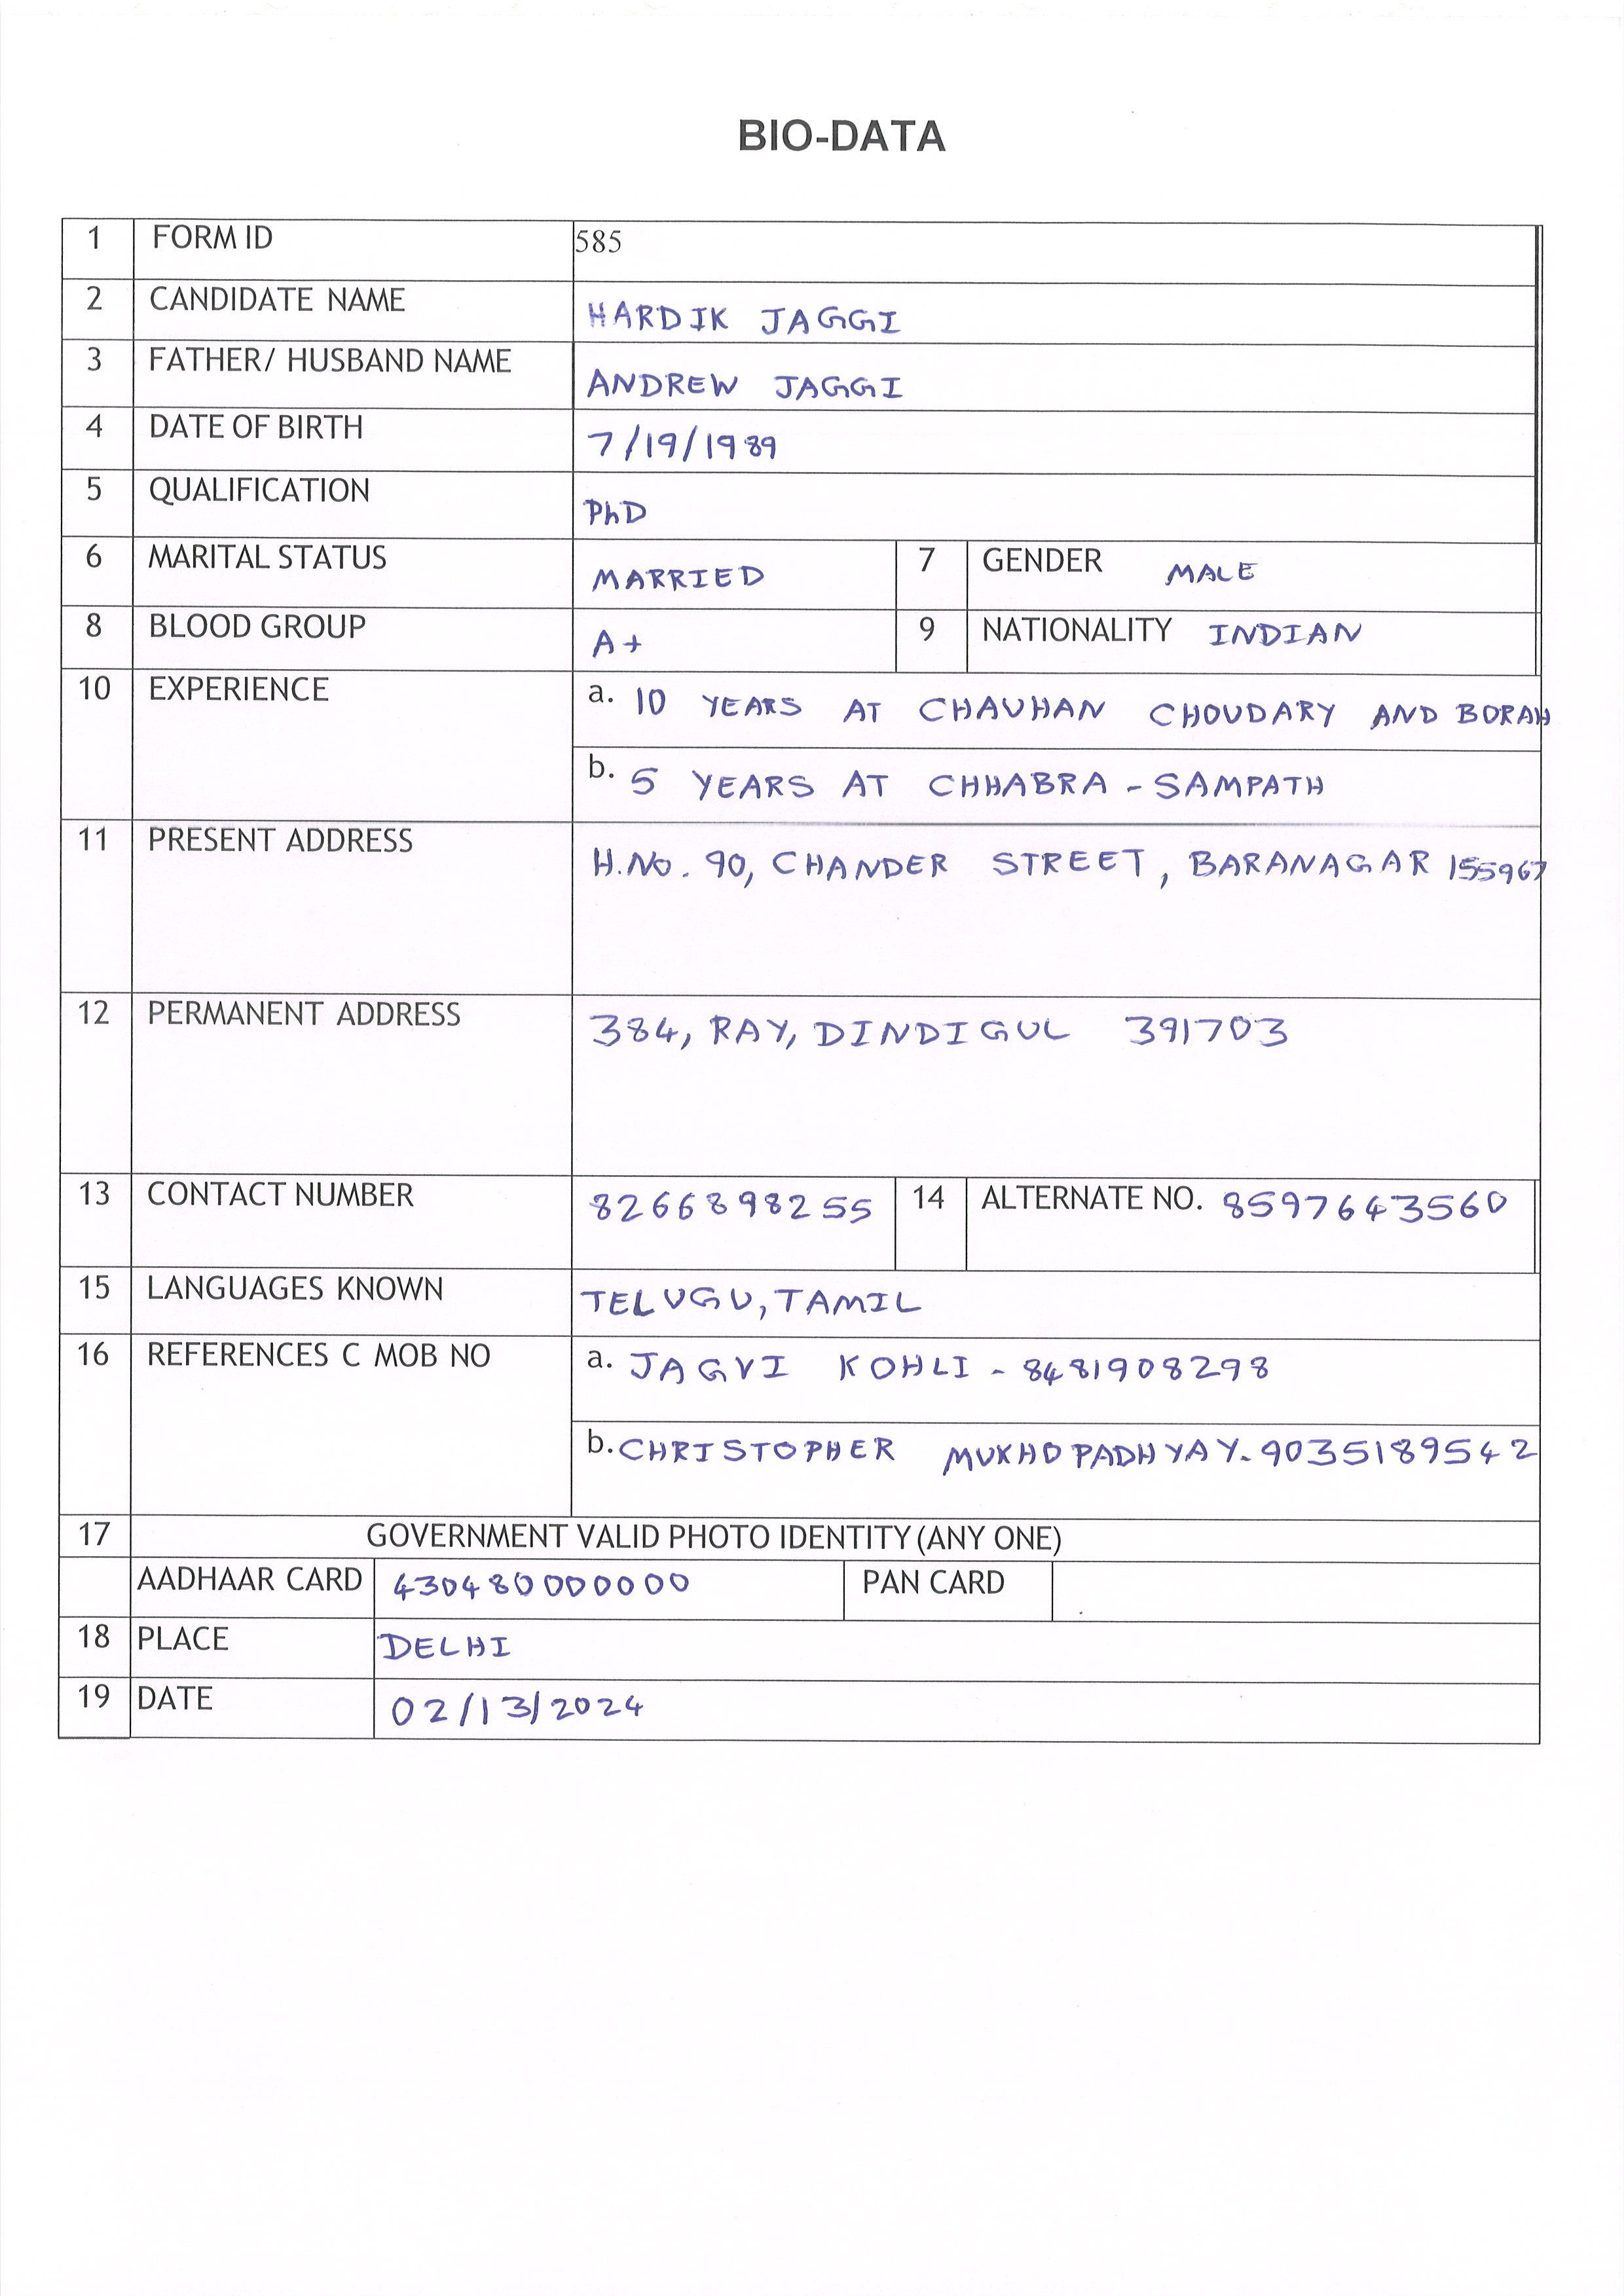 BIO-DATA
1 FORM ID 585
2 CANDIDATE NAME HARDIK JAGGI
3 FATHER/ HUSBAND NAME ANDREW JAGGI
4 DATE OF BIRTH 7/19/1989
5 QUALIFICATION PhD
6 MARITAL STATUS MARRIED 7 GENDER MALE
8 BLOOD GROUP A+ 9 NATIONALITY INDIAN
10 EXPERIENCE a. 10 YEARS AT CHAUHAN CHOUDARY AND BORAH
b. 5 YEARS AT CHHABRA - SAMPATH
11 PRESENT ADDRESS H.NO. 90, CHANDER STREET, BARANAGAR 155967
12 PERMANENT ADDRESS 384, RAY, DINDIGUL 391703
13 CONTACT NUMBER 8266898255 14 ALTERNATE NO. 8597643560
15 LANGUAGES KNOWN TELUGU, TAMIL
16 REFERENCES C MOB NO a. JAGVI KOHLI - 8481908298
b. CHRISTOPHER MUKHOPADHYAY - 9035189542
17 GOVERNMENT VALID PHOTO IDENTITY (ANY ONE)
AADHAAR CARD 430480000000 PAN CARD
18 PLACE DELHI
19 DATE 02/13/2024